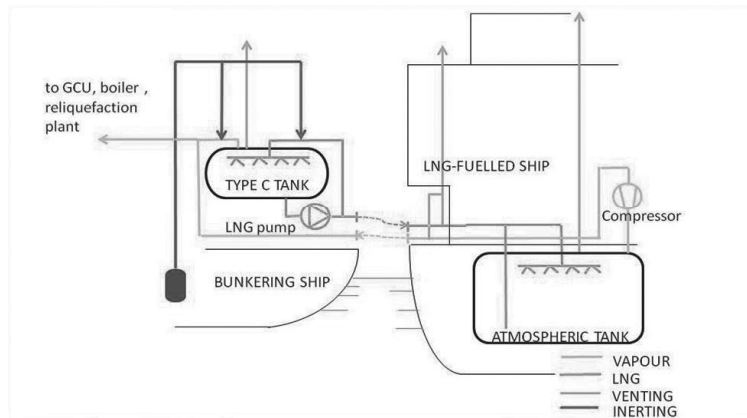 to GCU, boiler ,
reliquefaction
plant
TYPE C TANK
LNG pump
BUNKERING SHIP
LNG-FUELLED SHIP
Compressor
ATMOSPHERIC TANK
VAPOUR
LNG
VENTING
INERTING